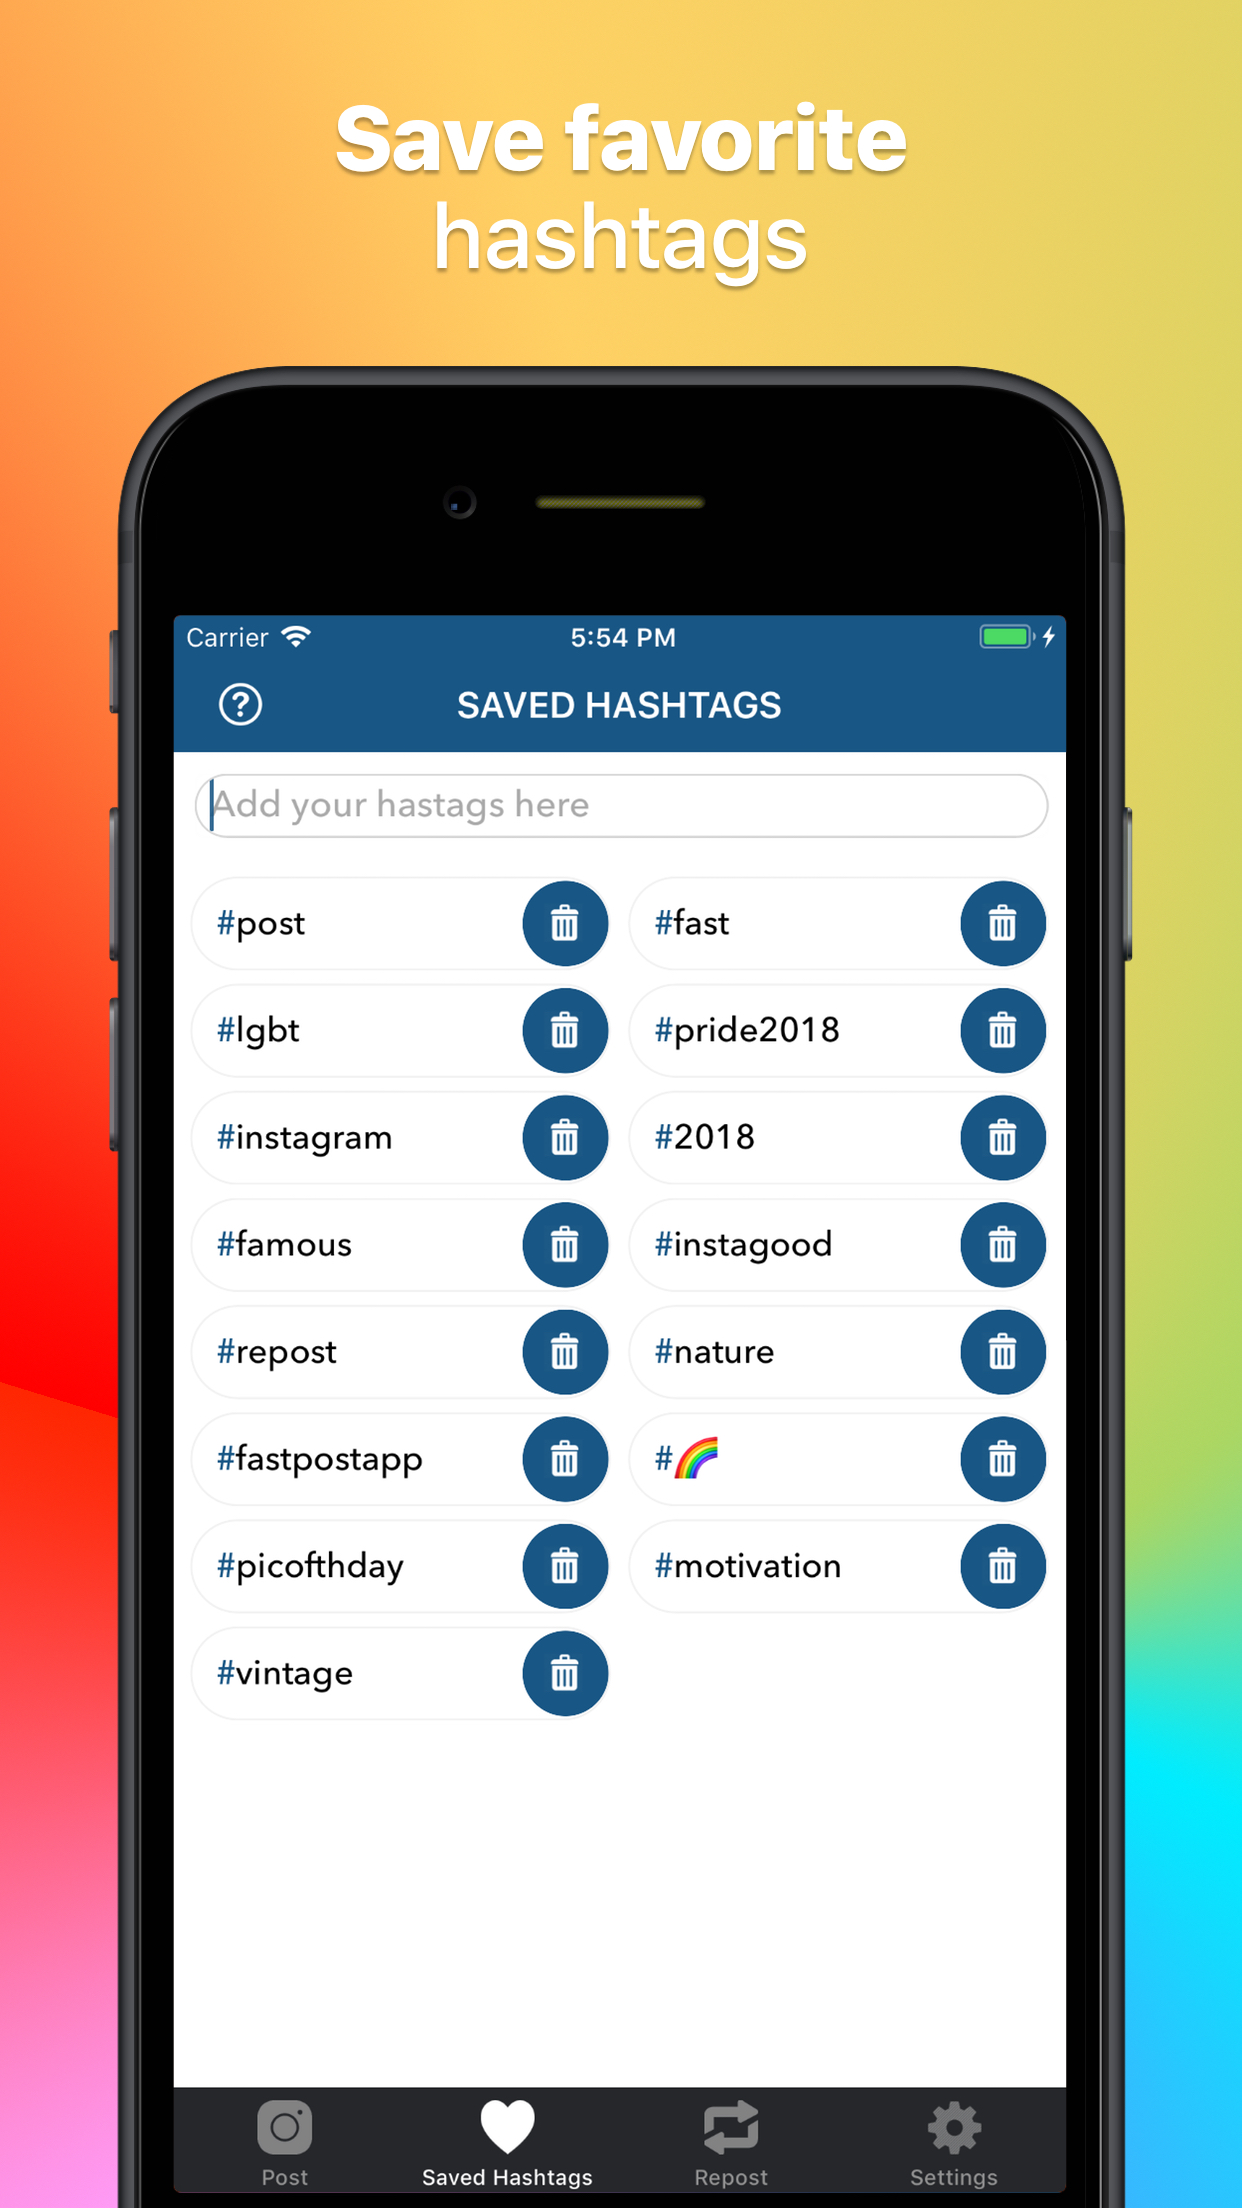 Save favorite
hashtags
Carrier 5:54 PM
SAVED HASHTAGS
Add your hastags here
#post #fast
#lgbt #pride2018
#instagram #2018
#famous #instagood
#repost #nature
#fastpostapp #🌈
#picofthday #motivation
#vintage
Post Saved Hashtags Repost Settings